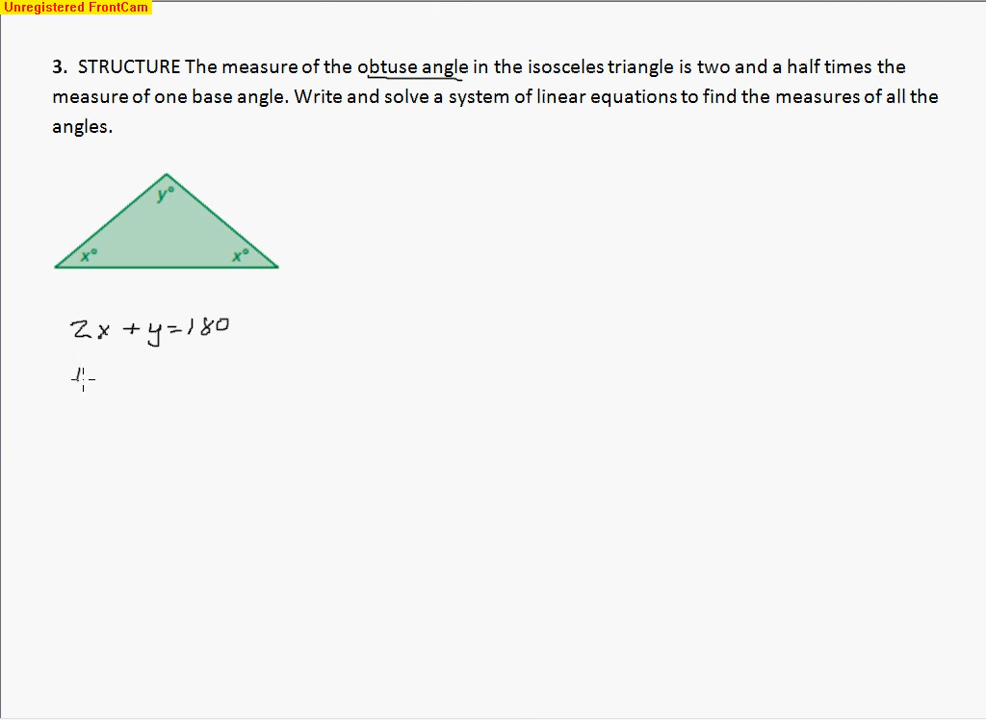 Unregistered FrontCam
3. STRUCTURE The measure of the obtuse angle in the isosceles triangle is two and a half times the
measure of one base angle. Write and solve a system of linear equations to find the measures of all the
angles.
y°
x° x°
2x + y = 180